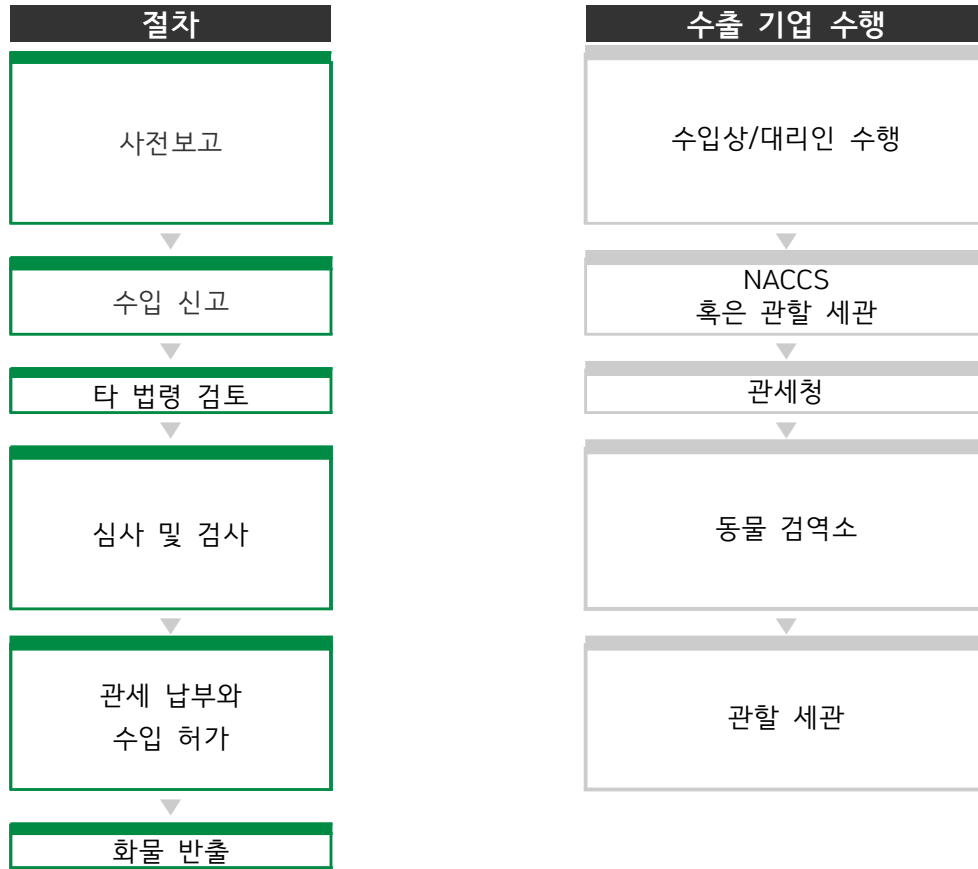 절차
수출 기업 수행
사전보고
수입상/대리인 수행
수입 신고
NACCS
혹은 관할 세관
타 법령 검토
관세청
심사 및 검사
동물 검역소
관세 납부와
수입 허가
관할 세관
화물 반출